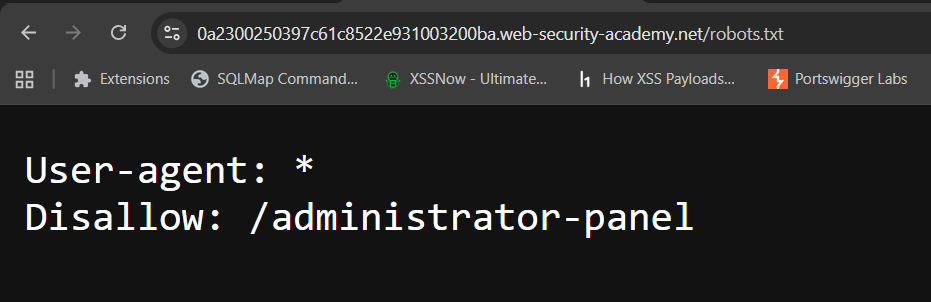 0a2300250397c61c8522e931003200ba.web-security-academy.net/robots.txt
Extensions SQLMap Command... XSSNow - Ultimate... How XSS Payloads... Portswigger Labs
User-agent: *
Disallow: /administrator-panel